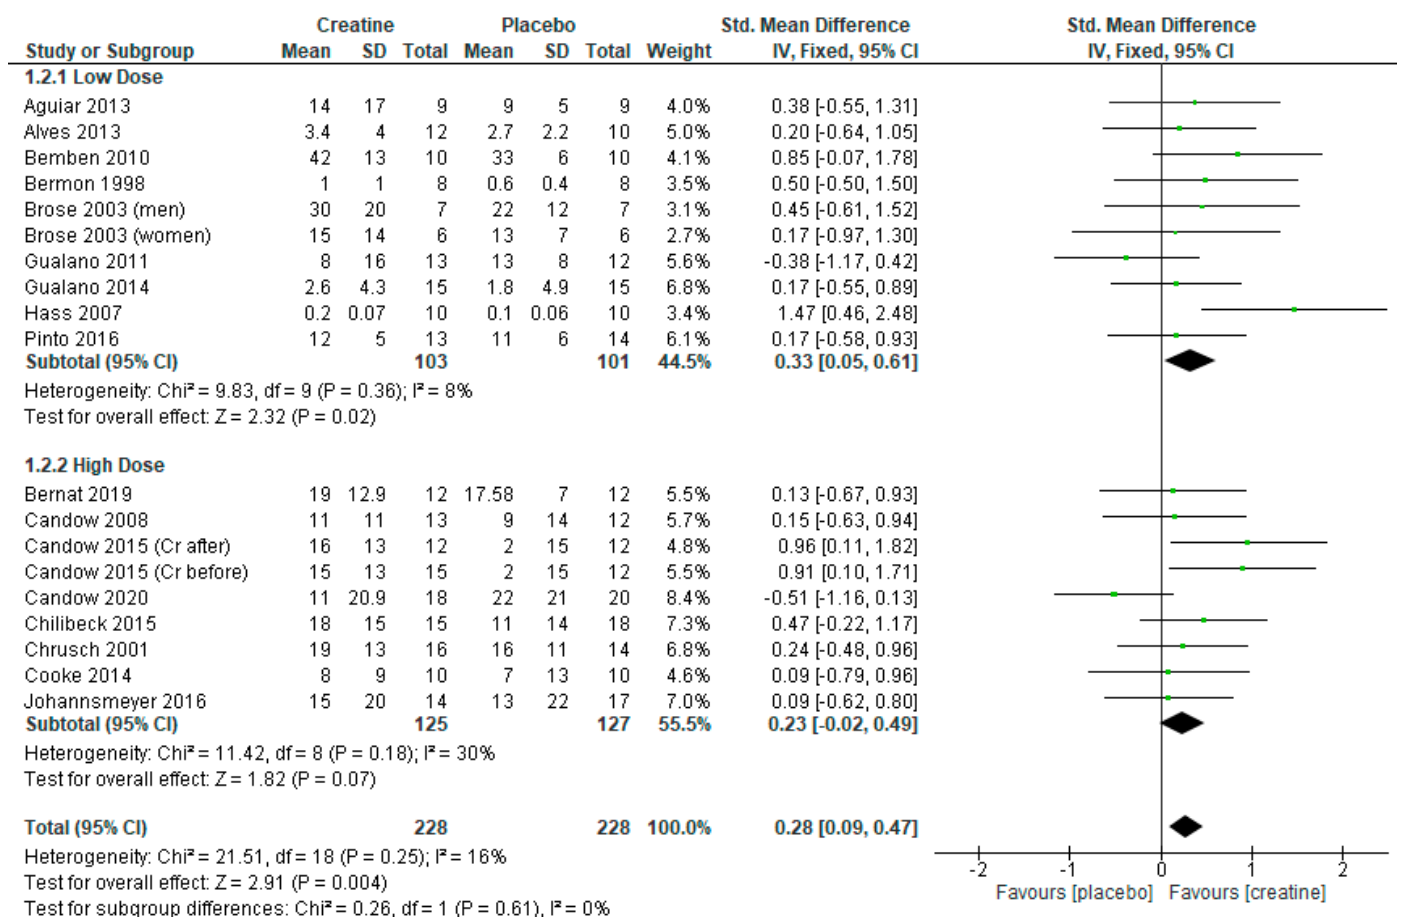 Creatine Placebo Std. Mean Difference Std. Mean Difference
Study or Subgroup Mean SD Total Mean SD Total Weight IV, Fixed, 95% CI IV, Fixed, 95% CI
1.2.1 Low Dose
Aguiar 2013 14 17 9 9 5 9 4.0% 0.38 [-0.55, 1.31]
Alves 2013 3.4 4 12 2.7 2.2 10 5.0% 0.20 [-0.64, 1.05]
Bemben 2010 42 13 10 33 6 10 4.1% 0.85 [-0.07, 1.78]
Bermon 1998 1 1 8 0.6 0.4 8 3.5% 0.50 [-0.50, 1.50]
Brose 2003 (men) 30 20 7 22 12 7 3.1% 0.45 [-0.61, 1.52]
Brose 2003 (women) 15 14 6 13 7 6 2.7% 0.17 [-0.97, 1.30]
Gualano 2011 8 16 13 13 8 12 5.6% -0.38 [-1.17, 0.42]
Gualano 2014 2.6 4.3 15 1.8 4.9 15 6.8% 0.17 [-0.55, 0.89]
Hass 2007 0.2 0.07 10 0.1 0.06 10 3.4% 1.47 [0.46, 2.48]
Pinto 2016 12 5 13 11 6 14 6.1% 0.17 [-0.58, 0.93]
Subtotal (95% CI) 103 101 44.5% 0.33 [0.05, 0.61]
Heterogeneity: Chi² = 9.83, df = 9 (P = 0.36); I² = 8%
Test for overall effect: Z = 2.32 (P = 0.02)
1.2.2 High Dose
Bernat 2019 19 12.9 12 17.58 7 12 5.5% 0.13 [-0.67, 0.93]
Candow 2008 11 11 13 9 14 12 5.7% 0.15 [-0.63, 0.94]
Candow 2015 (Cr after) 16 13 12 2 15 12 4.8% 0.96 [0.11, 1.82]
Candow 2015 (Cr before) 15 13 15 2 15 12 5.5% 0.91 [0.10, 1.71]
Candow 2020 11 20.9 18 22 21 20 8.4% -0.51 [-1.16, 0.13]
Chilibeck 2015 18 15 15 11 14 18 7.3% 0.47 [-0.22, 1.17]
Chrusch 2001 19 13 16 16 11 14 6.8% 0.24 [-0.48, 0.96]
Cooke 2014 8 9 10 7 13 10 4.6% 0.09 [-0.79, 0.96]
Johannsmeyer 2016 15 20 14 13 22 17 7.0% 0.09 [-0.62, 0.80]
Subtotal (95% CI) 125 127 55.5% 0.23 [-0.02, 0.49]
Heterogeneity: Chi² = 11.42, df = 8 (P = 0.18); I² = 30%
Test for overall effect: Z = 1.82 (P = 0.07)
Total (95% CI) 228 228 100.0% 0.28 [0.09, 0.47]
Heterogeneity: Chi² = 21.51, df = 18 (P = 0.25); I² = 16%
Test for overall effect: Z = 2.91 (P = 0.004)
Test for subgroup differences: Chi² = 0.26, df = 1 (P = 0.61), I² = 0%
-2 -1 0 1 2
Favours [placebo] Favours [creatine]